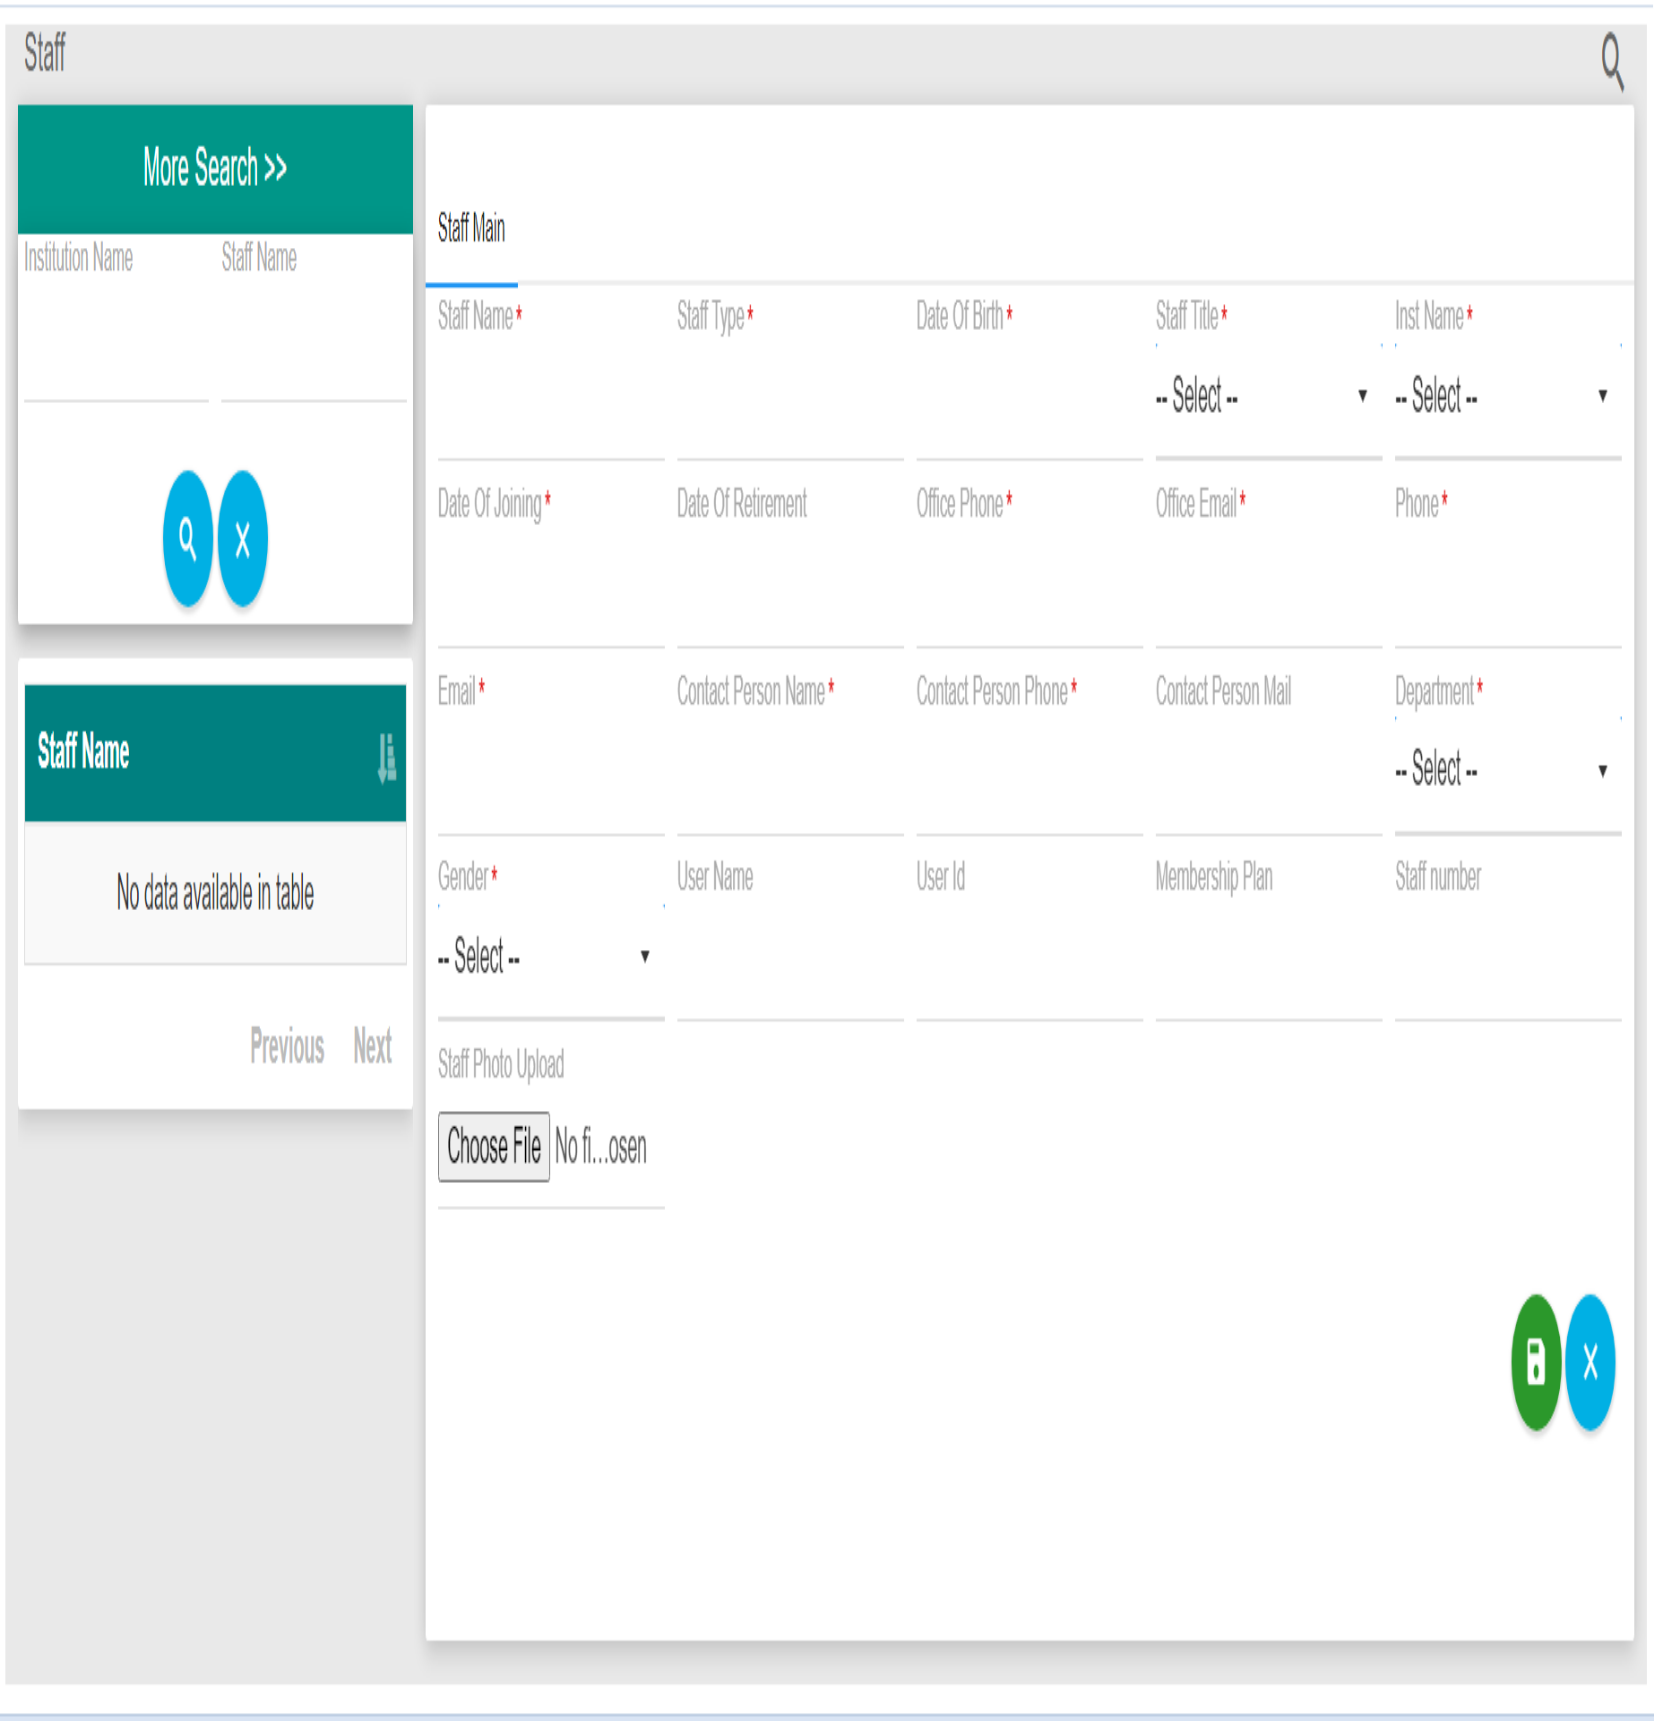 Staff
More Search >>
Institution Name Staff Name
Staff Name
No data available in table
Previous Next
Staff Main
Staff Name * Staff Type * Date Of Birth * Staff Title * Inst Name *
-- Select -- -- Select --
Date Of Joining * Date Of Retirement Office Phone * Office Email * Phone *
Email * Contact Person Name * Contact Person Phone * Contact Person Mail Department *
-- Select --
Gender * User Name User Id Membership Plan Staff number
-- Select --
Staff Photo Upload
Choose File No fi...osen